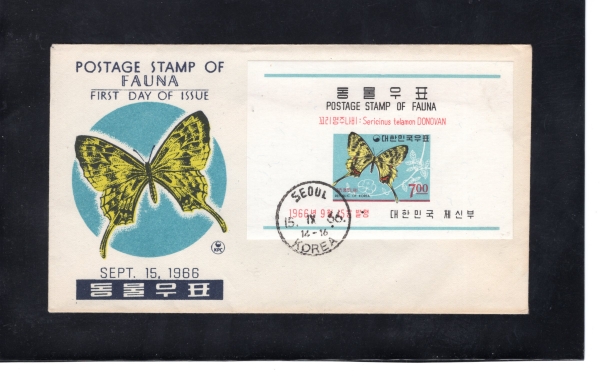 POSTAGE STAMP OF
FAUNA
FIRST DAY OF ISSUE
KPC
SEPT. 15, 1966
동물우표
동물우표
POSTAGE STAMP OF FAUNA
꼬리명주나비: Sericinus telamon DONOVAN
대한민국우표
7.00
1966년 9월 15일 발행
대한민국 체신부
SEOUL
15. IX. 66.
14-16
KOREA